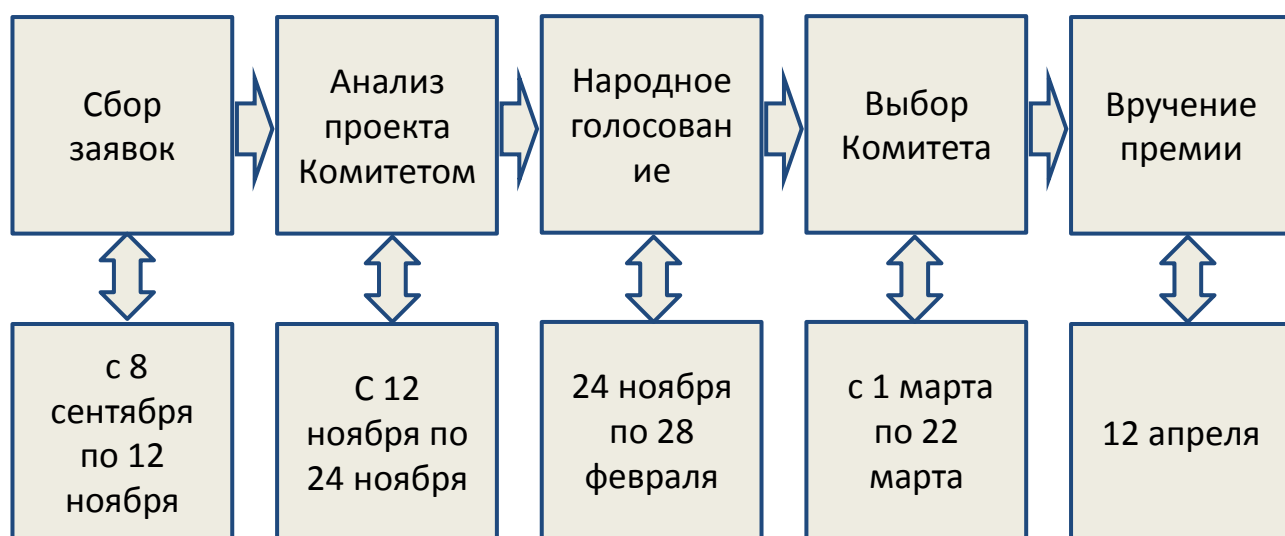 Сбор
заявок
Анализ
проекта
Комитетом
Народное
голосован
ие
Выбор
Комитета
Вручение
премии
с 8
сентября
по 12
ноября
С 12
ноября по
24 ноября
24 ноября
по 28
февраля
с 1 марта
по 22
марта
12 апреля